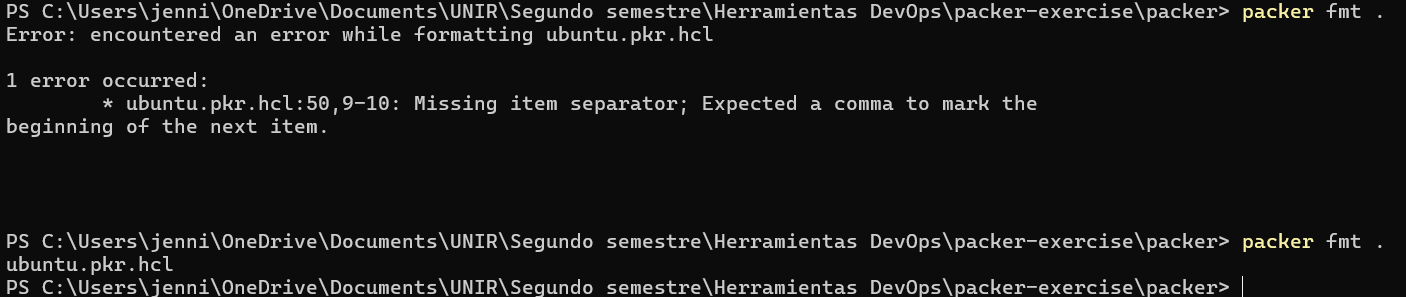 PS C:\Users\jenni\OneDrive\Documents\UNIR\Segundo semestre\Herramientas DevOps\packer-exercise\packer> packer fmt .
Error: encountered an error while formatting ubuntu.pkr.hcl
1 error occurred:
        * ubuntu.pkr.hcl:50,9-10: Missing item separator; Expected a comma to mark the
beginning of the next item.
PS C:\Users\jenni\OneDrive\Documents\UNIR\Segundo semestre\Herramientas DevOps\packer-exercise\packer> packer fmt .
ubuntu.pkr.hcl
PS C:\Users\jenni\OneDrive\Documents\UNIR\Segundo semestre\Herramientas DevOps\packer-exercise\packer>